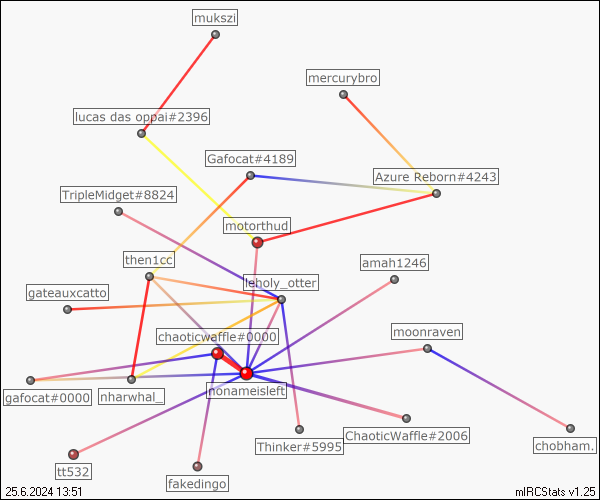 mukszi
mercurybro
lucas das oppai#2396
Gafocat#4189
Azure Reborn#4243
TripleMidget#8824
motorthud
then1cc
amah1246
leholy_otter
gateauxcatto
chaoticwaffle#0000
moonraven
nonameisleft
gafocat#0000
nharwhal_
ChaoticWaffle#2006
Thinker#5995
chobham.
tt532
fakedingo
25.6.2024 13:51
mIRCStats v1.25